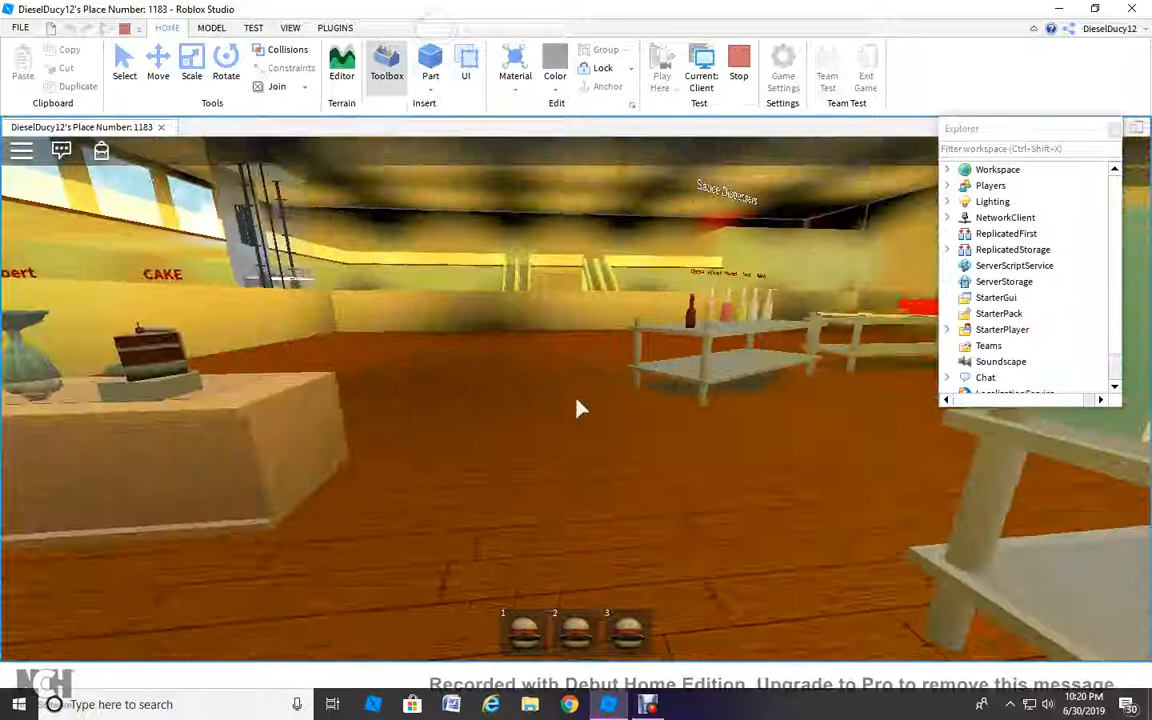 DieselDucy12's Place Number: 1183 - Roblox Studio
FILE HOME MODEL TEST VIEW PLUGINS DieselDucy12
Paste Copy Cut Duplicate
Clipboard
Select Move Scale Rotate Collisions Constraints Join
Tools
Editor
Terrain
Toolbox Part UI
Insert
Material Color Group Lock Anchor
Edit
Play Here Current: Client Stop
Test
Game Settings
Settings
Team Test Exit Game
Team Test
DieselDucy12's Place Number: 1183
Explorer
Filter workspace (Ctrl+Shift+X)
Workspace
Players
Lighting
NetworkClient
ReplicatedFirst
ReplicatedStorage
ServerScriptService
ServerStorage
StarterGui
StarterPack
StarterPlayer
Teams
Soundscape
Chat
LocalizationService
Sauce Dispensers
pert
CAKE
1 2 3
NCH
Recorded with Debut Home Edition. Upgrade to Pro to remove this message
Type here to search
10:20 PM
6/30/2019
30